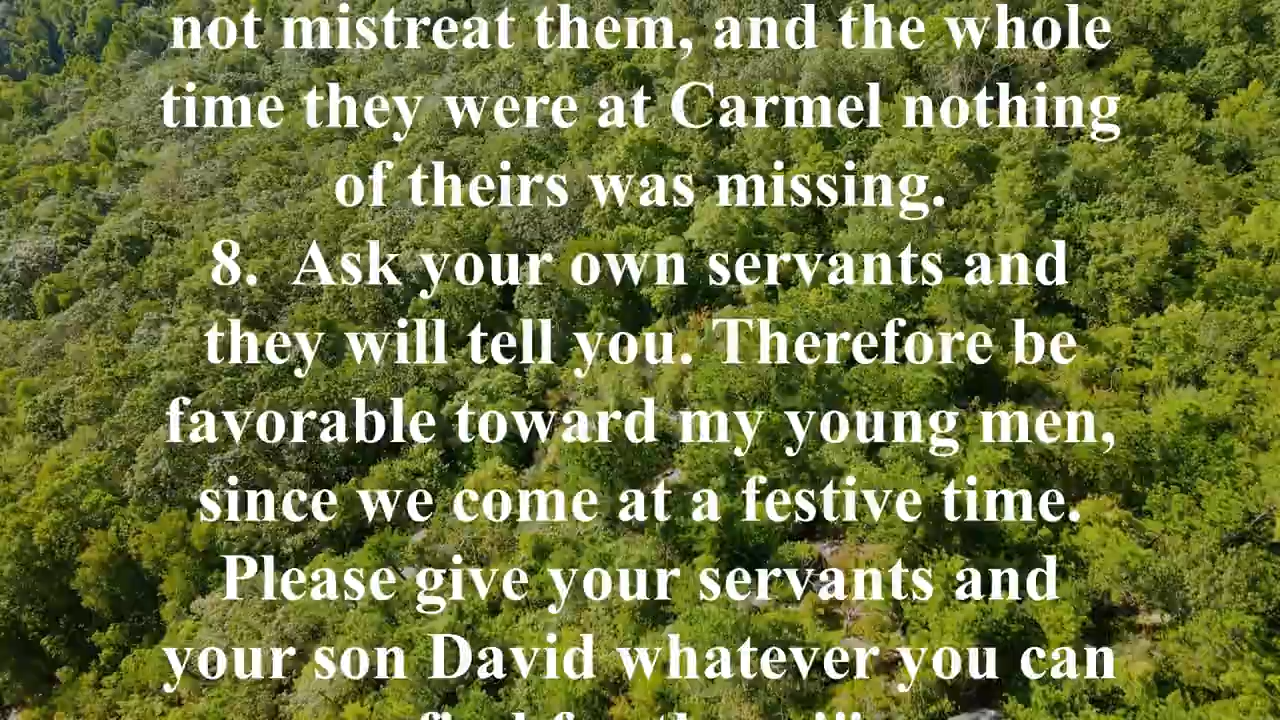 not mistreat them, and the whole
time they were at Carmel nothing
of theirs was missing.
8.  Ask your own servants and
they will tell you. Therefore be
favorable toward my young men,
since we come at a festive time.
Please give your servants and
your son David whatever you can